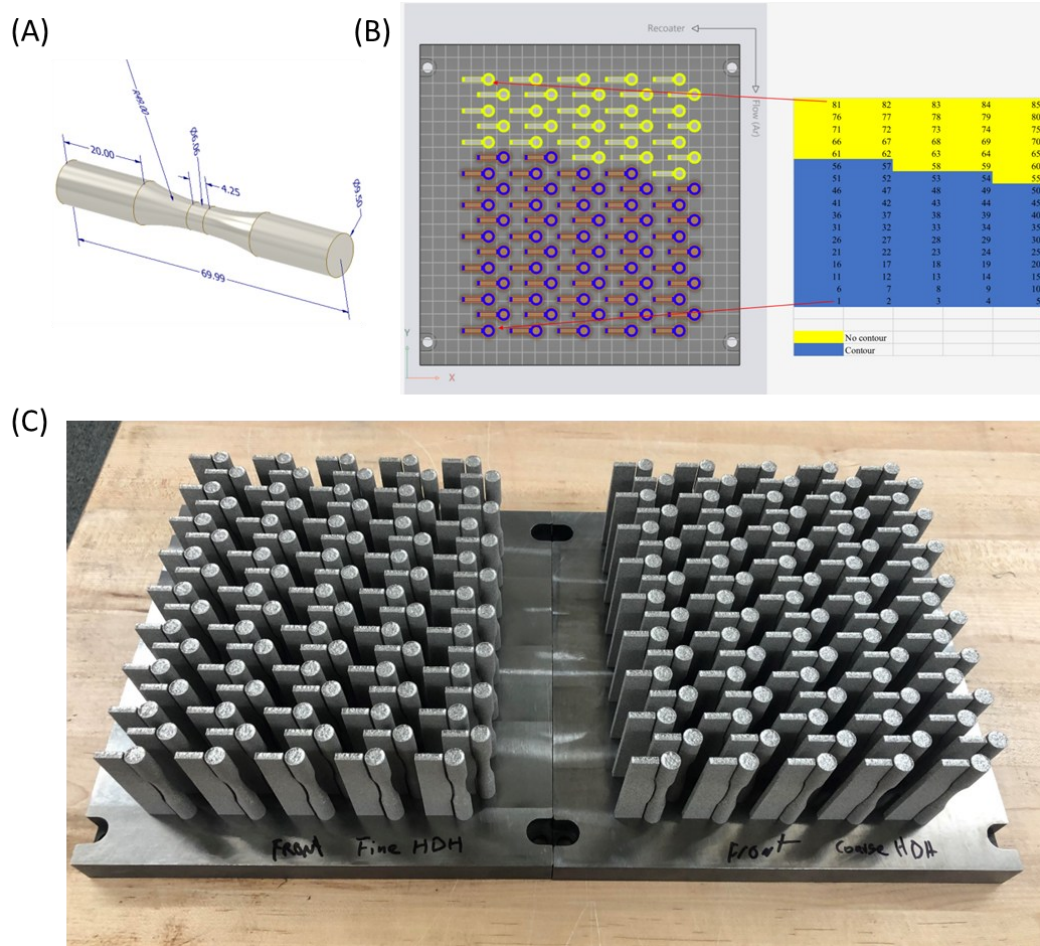 (A)
R49.00
20.00
Φ5.06
4.25
Φ9.50
69.99
(B)
Recoater
Flow (Ar)
Y
X
81 82 83 84 85
76 77 78 79 80
71 72 73 74 75
66 67 68 69 70
61 62 63 64 65
56 57 58 59 60
51 52 53 54 55
46 47 48 49 50
41 42 43 44 45
36 37 38 39 40
31 32 33 34 35
26 27 28 29 30
21 22 23 24 25
16 17 18 19 20
11 12 13 14 15
6 7 8 9 10
1 2 3 4 5
No contour
Contour
(C)
FRONT Fine HDH
Front Coarse HDH